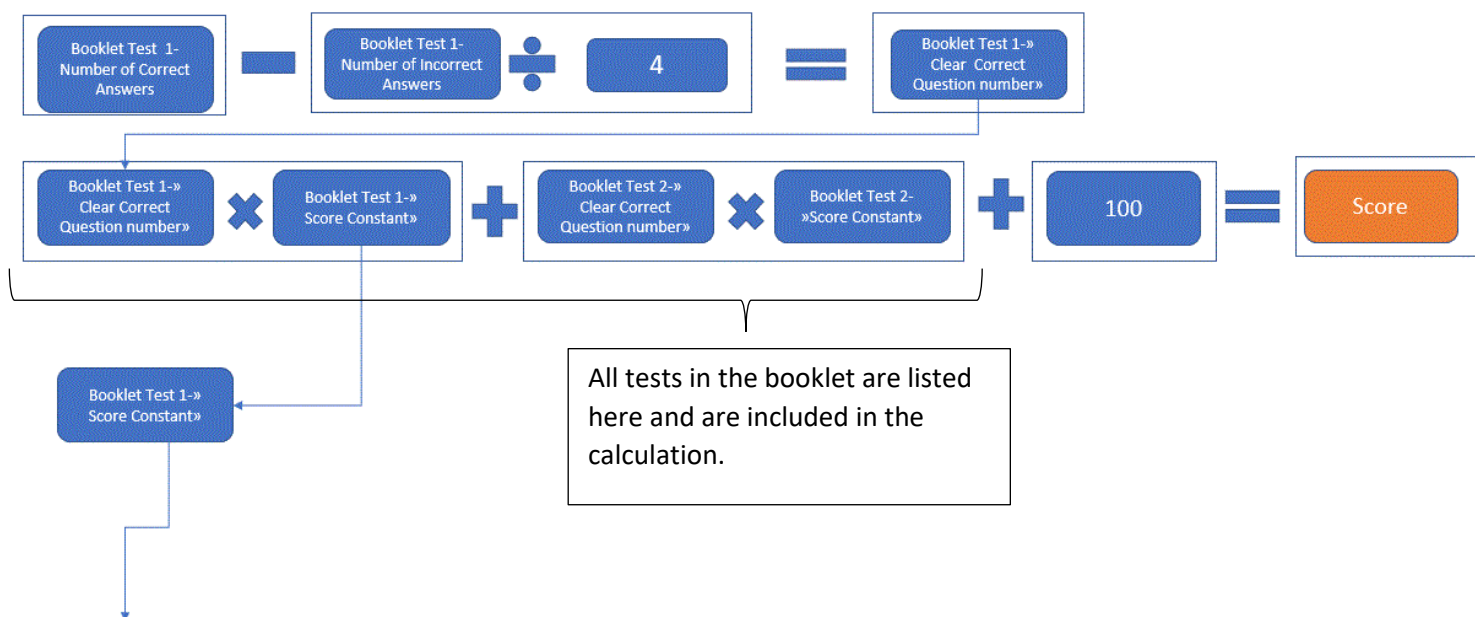 Booklet Test 1-
Number of Correct
Answers
Booklet Test 1-
Number of Incorrect
Answers
4
Booklet Test 1-»
Clear Correct
Question number»
Booklet Test 1-»
Clear Correct
Question number»
Booklet Test 1-»
Score Constant»
Booklet Test 2-»
Clear Correct
Question number»
Booklet Test 2-
»Score Constant»
100
Score
Booklet Test 1-»
Score Constant»
All tests in the booklet are listed
here and are included in the
calculation.